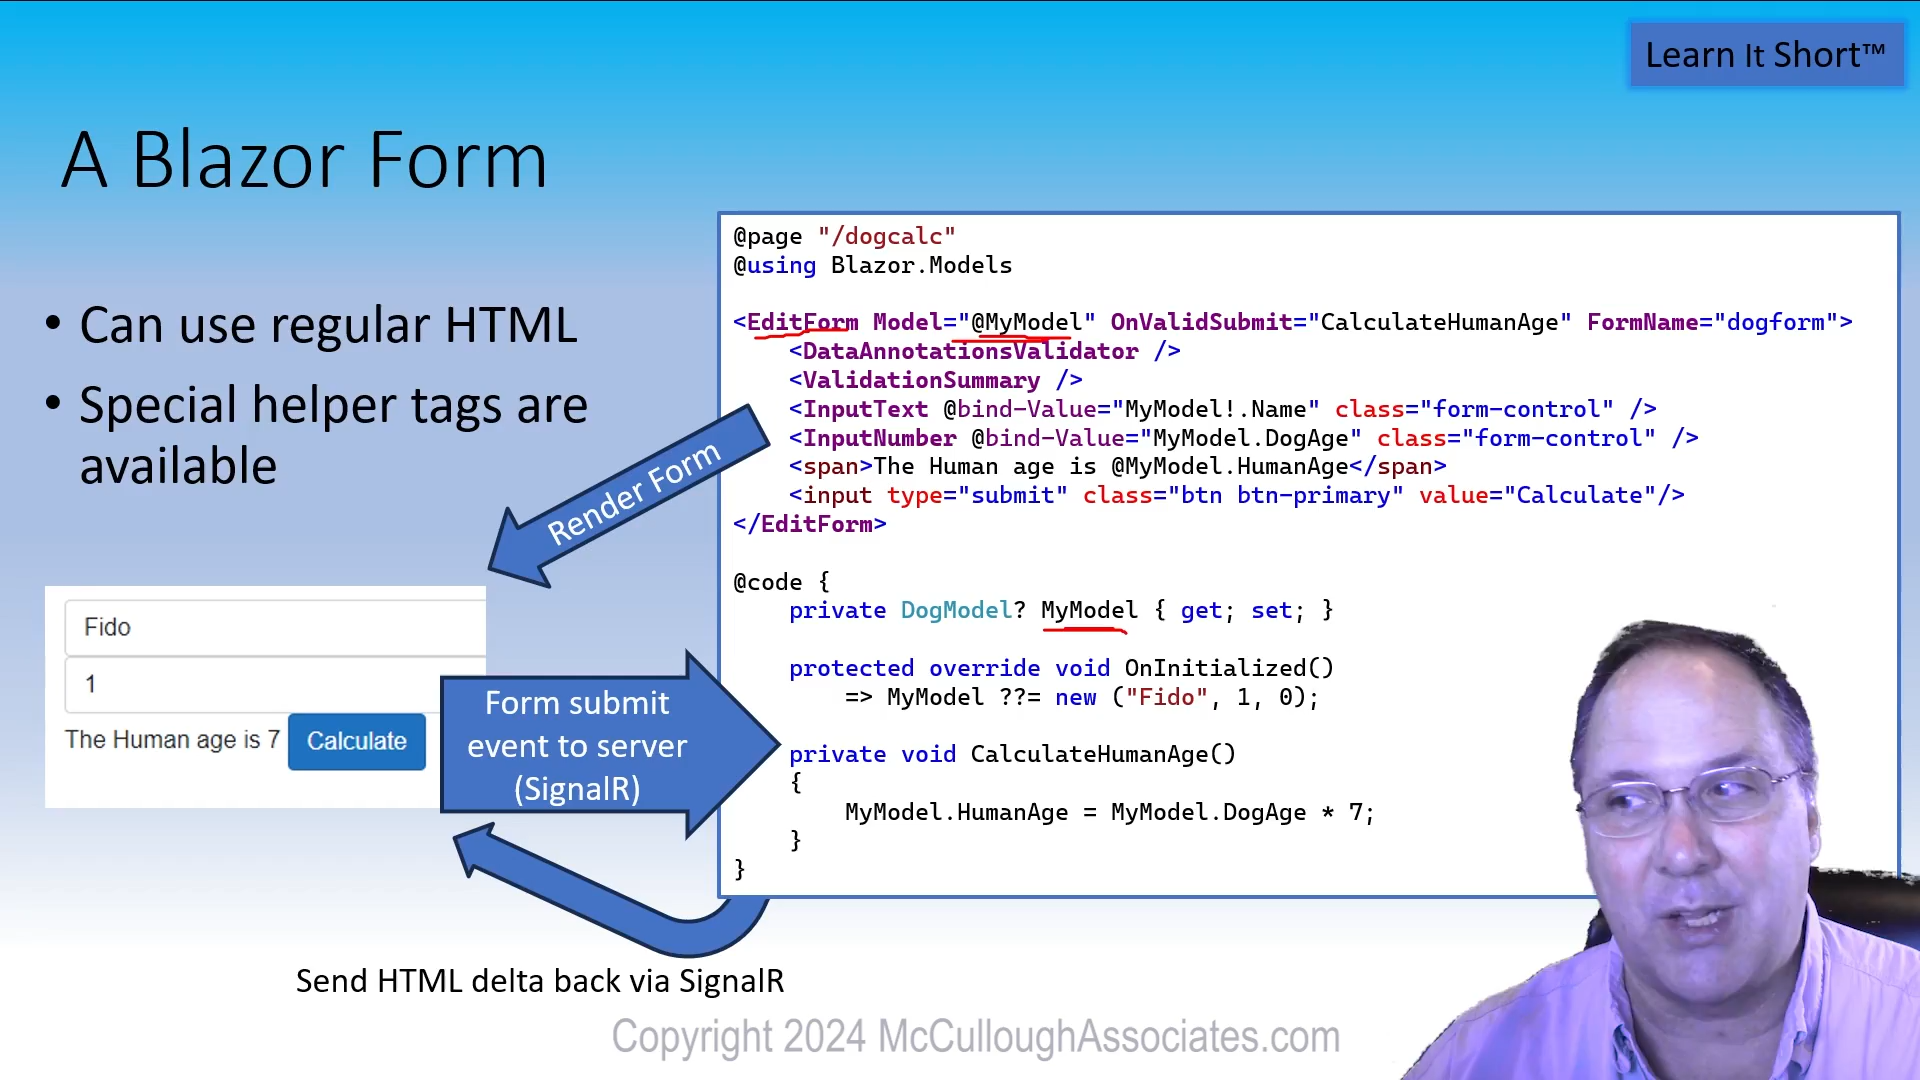 Learn It Short™
A Blazor Form
• Can use regular HTML
• Special helper tags are
available
@page "/dogcalc"
@using Blazor.Models
<EditForm Model="@MyModel" OnValidSubmit="CalculateHumanAge" FormName="dogform">
<DataAnnotationsValidator />
<ValidationSummary />
<InputText @bind-Value="MyModel!.Name" class="form-control" />
<InputNumber @bind-Value="MyModel.DogAge" class="form-control" />
<span>The Human age is @MyModel.HumanAge</span>
<input type="submit" class="btn btn-primary" value="Calculate"/>
</EditForm>
@code {
private DogModel? MyModel { get; set; }
protected override void OnInitialized()
=> MyModel ??= new ("Fido", 1, 0);
private void CalculateHumanAge()
{
MyModel.HumanAge = MyModel.DogAge * 7;
}
}
Render Form
Fido
1
The Human age is 7 Calculate
Form submit
event to server
(SignalR)
Send HTML delta back via SignalR
Copyright 2024 McCulloughAssociates.com